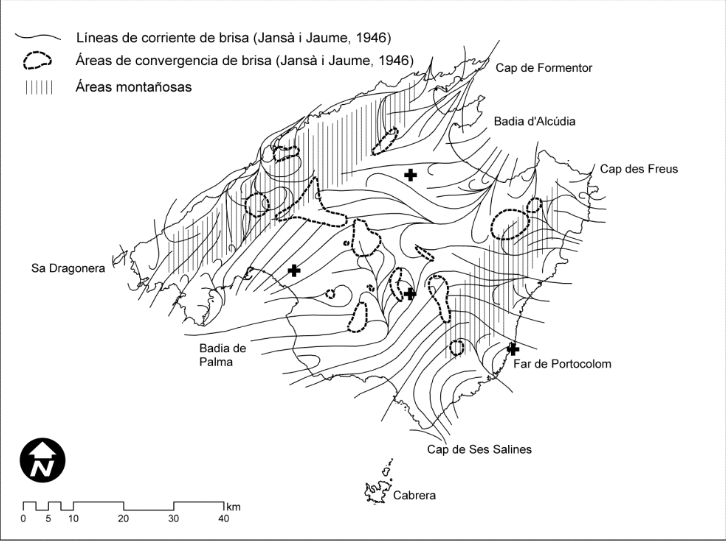 Líneas de corriente de brisa (Jansà i Jaume, 1946)
Áreas de convergencia de brisa (Jansà i Jaume, 1946)
Áreas montañosas
Cap de Formentor
Badia d'Alcúdia
Cap des Freus
Sa Dragonera
Badia de
Palma
Far de Portocolom
Cap de Ses Salines
Cabrera
N
km
0 5 10 20 30 40